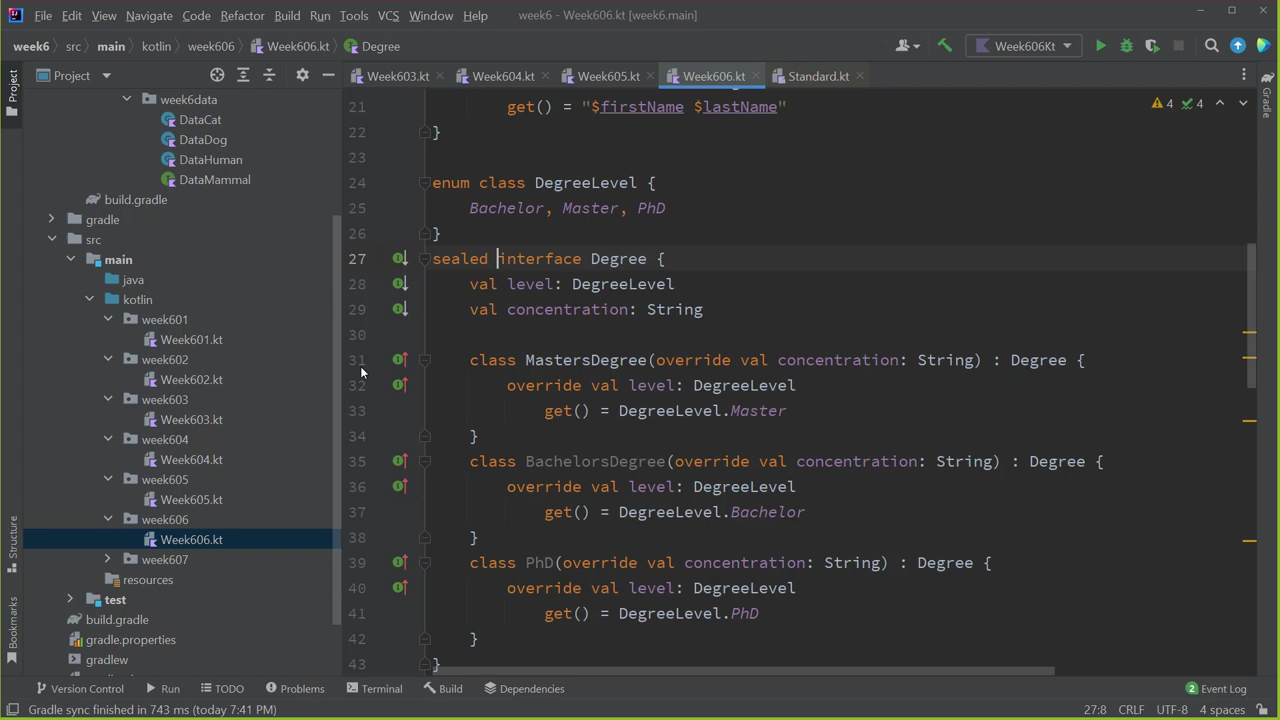 File Edit View Navigate Code Refactor Build Run Tools VCS Window Help week6 - Week606.kt [week6.main]
week6 src main kotlin week606 Week606.kt Degree Week606Kt
Project Project Week603.kt Week604.kt Week605.kt Week606.kt Standard.kt Gradle
week6data
DataCat
DataDog
DataHuman
DataMammal
build.gradle
gradle
src
main
java
kotlin
week601
Week601.kt
week602
Week602.kt
week603
Week603.kt
week604
Week604.kt
week605
Week605.kt
week606
Week606.kt
week607
resources
test
build.gradle
gradle.properties
gradlew
Structure
Bookmarks
4 4
21 get() = "$firstName $lastName"
22 }
23
24 enum class DegreeLevel {
25 Bachelor, Master, PhD
26 }
27 sealed interface Degree {
28 val level: DegreeLevel
29 val concentration: String
30
31 class MastersDegree(override val concentration: String) : Degree {
32 override val level: DegreeLevel
33 get() = DegreeLevel.Master
34 }
35 class BachelorsDegree(override val concentration: String) : Degree {
36 override val level: DegreeLevel
37 get() = DegreeLevel.Bachelor
38 }
39 class PhD(override val concentration: String) : Degree {
40 override val level: DegreeLevel
41 get() = DegreeLevel.PhD
42 }
43 }
Version Control Run TODO Problems Terminal Build Dependencies 2 Event Log
Gradle sync finished in 743 ms (today 7:41 PM) 27:8 CRLF UTF-8 4 spaces